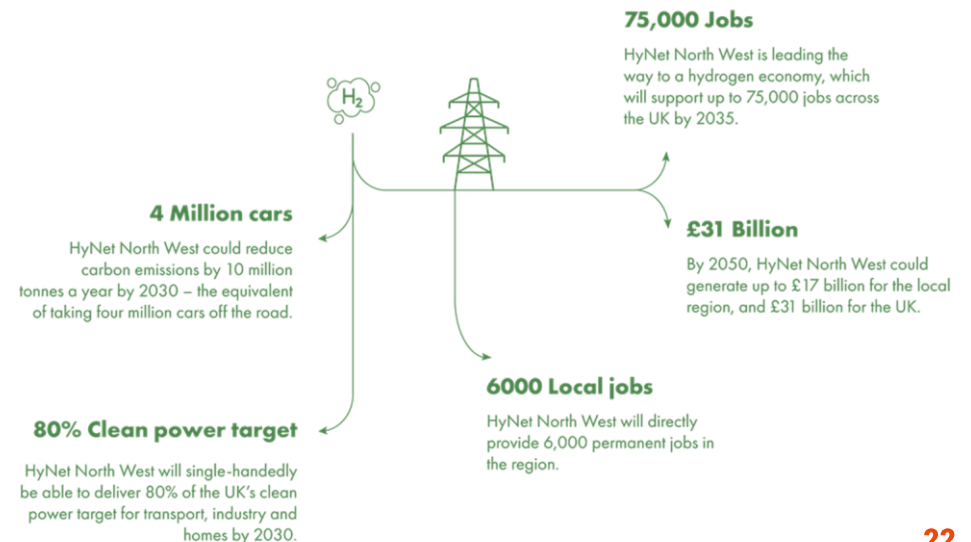 75,000 Jobs
HyNet North West is leading the
way to a hydrogen economy, which
will support up to 75,000 jobs across
the UK by 2035.
H2
4 Million cars
HyNet North West could reduce
carbon emissions by 10 million
tonnes a year by 2030 – the equivalent
of taking four million cars off the road.
£31 Billion
By 2050, HyNet North West could
generate up to £17 billion for the local
region, and £31 billion for the UK.
6000 Local jobs
HyNet North West will directly
provide 6,000 permanent jobs in
the region.
80% Clean power target
HyNet North West will single-handedly
be able to deliver 80% of the UK’s clean
power target for transport, industry and
homes by 2030.
22